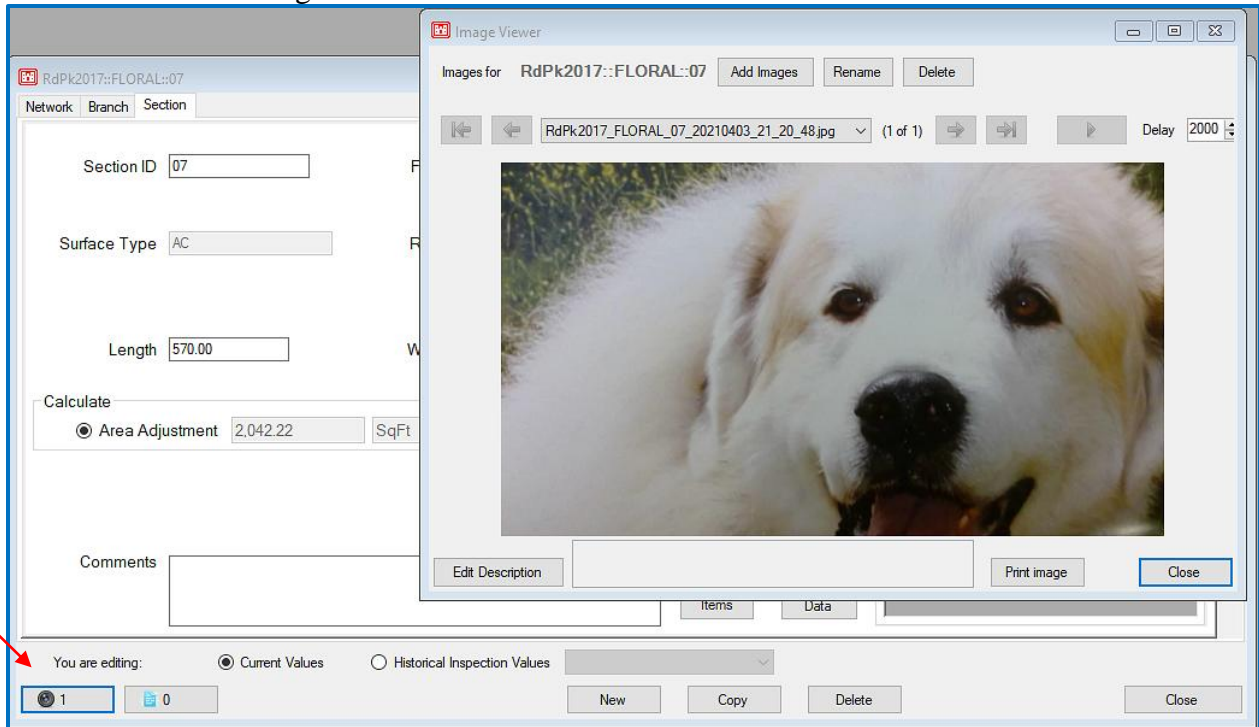 Image Viewer
Images for RdPk2017::FLORAL::07 Add Images Rename Delete
RdPk2017_FLORAL_07_20210403_21_20_48.jpg (1 of 1) Delay 2000
RdPk2017::FLORAL::07
Network Branch Section
Section ID 07
Surface Type AC
Length 570.00
Calculate
Area Adjustment 2,042.22 SqFt
Comments
Edit Description Print image Close
Items Data
You are editing: Current Values Historical Inspection Values
1 0 New Copy Delete Close